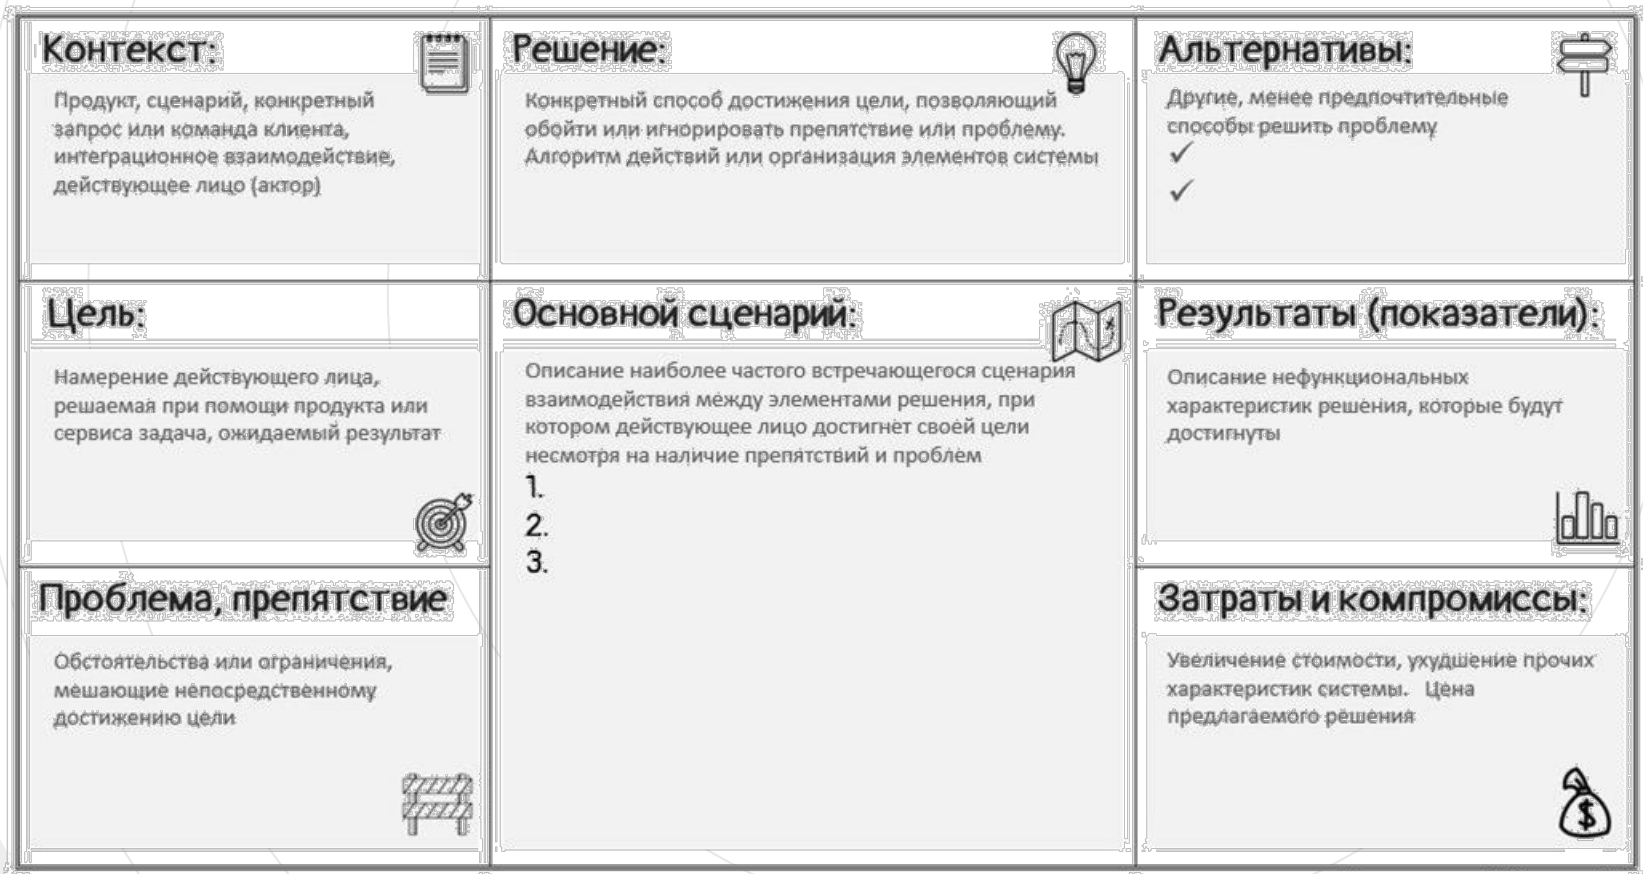 Контекст:
Продукт, сценарий, конкретный
запрос или команда клиента,
интеграционное взаимодействие,
действующее лицо (актор)
Решение:
Конкретный способ достижения цели, позволяющий
обойти или игнорировать препятствие или проблему.
Алгоритм действий или организация элементов системы
Альтернативы:
Другие, менее предпочтительные
способы решить проблему
✓
✓
Цель:
Намерение действующего лица,
решаемая при помощи продукта или
сервиса задача, ожидаемый результат
Основной сценарий:
Описание наиболее частого встречающегося сценария
взаимодействия между элементами решения, при
котором действующее лицо достигнет своей цели
несмотря на наличие препятствий и проблем
1.
2.
3.
Результаты (показатели):
Описание нефункциональных
характеристик решения, которые будут
достигнуты
Проблема, препятствие
Обстоятельства или ограничения,
мешающие непосредственному
достижению цели
Затраты и компромиссы:
Увеличение стоимости, ухудшение прочих
характеристик системы. Цена
предлагаемого решения
$